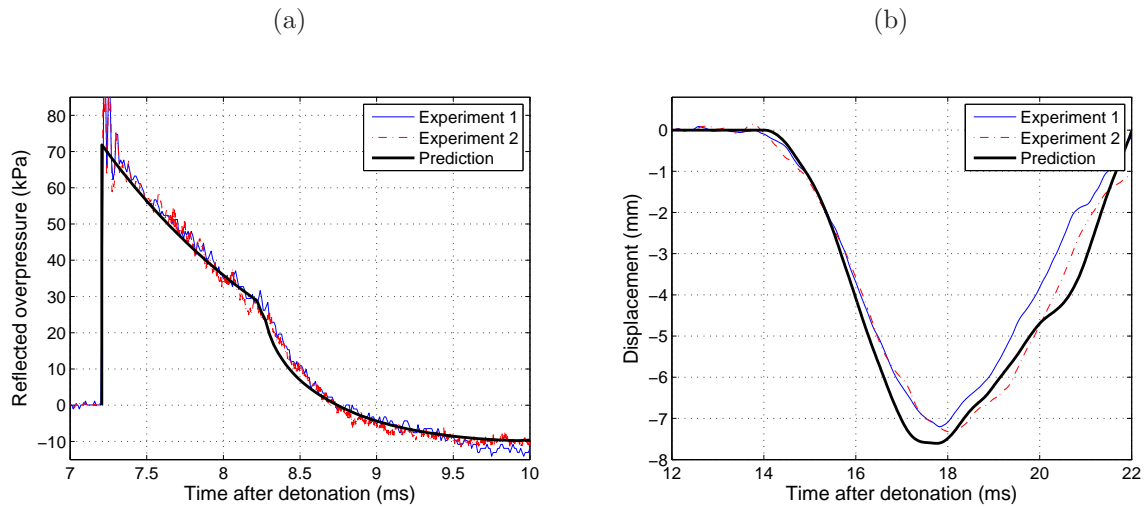 (a)
80
70
60
50
40
30
20
10
0
−10
7
7.5
8
8.5
9
9.5
10
Time after detonation (ms)
Reflected overpressure (kPa)
Experiment 1
Experiment 2
Prediction
(b)
0
−1
−2
−3
−4
−5
−6
−7
−8
12
14
16
18
20
22
Time after detonation (ms)
Displacement (mm)
Experiment 1
Experiment 2
Prediction